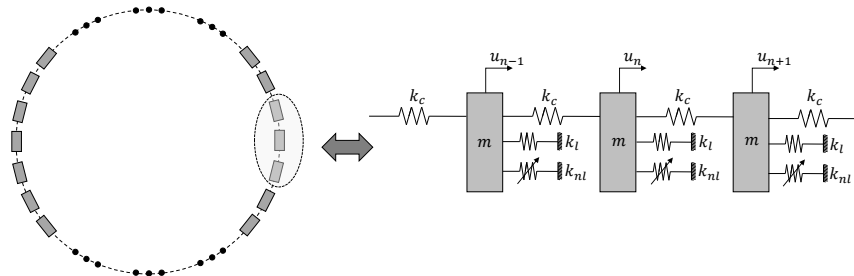 u_{n-1} u_n u_{n+1}
k_c k_c k_c k_c
m k_l m k_l m k_l
k_{nl} k_{nl} k_{nl}